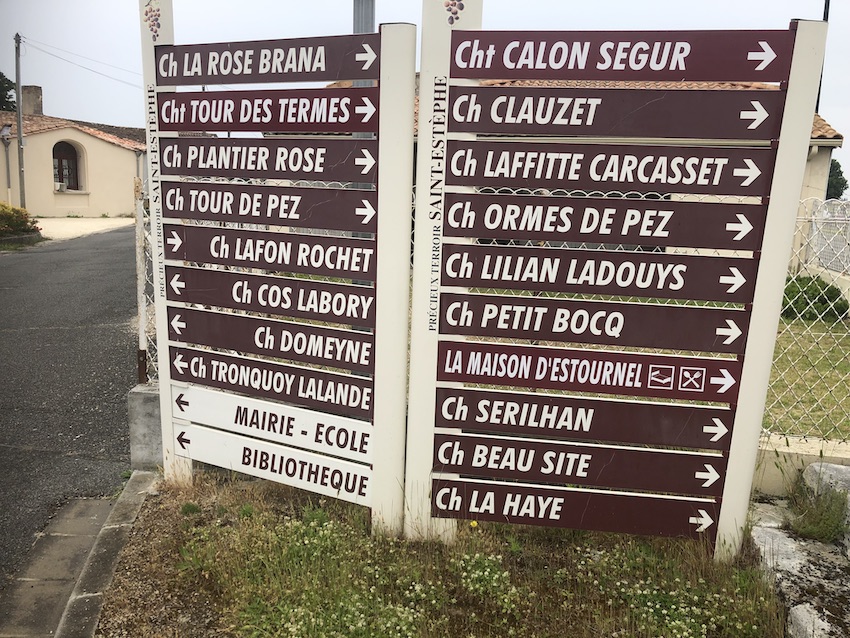 PRÉCIEUX TERROIR SAINT-ESTÈPHE
Ch LA ROSE BRANA
Cht TOUR DES TERMES
Ch PLANTIER ROSE
Ch TOUR DE PEZ
Ch LAFON ROCHET
Ch COS LABORY
Ch DOMEYNE
Ch TRONQUOY LALANDE
MAIRIE - ECOLE
BIBLIOTHEQUE
PRÉCIEUX TERROIR SAINT-ESTÈPHE
Cht CALON SEGUR
Ch CLAUZET
Ch LAFFITTE CARCASSET
Ch ORMES DE PEZ
Ch LILIAN LADOUYS
Ch PETIT BOCQ
LA MAISON D'ESTOURNEL
Ch SERILHAN
Ch BEAU SITE
Ch LA HAYE